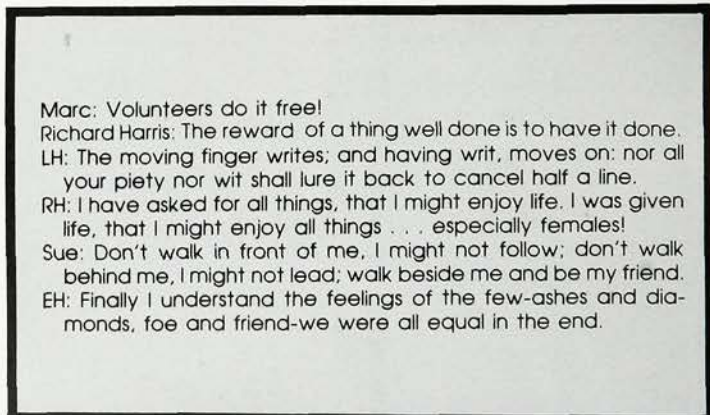 Marc: Volunteers do it free!
Richard Harris: The reward of a thing well done is to have it done.
LH: The moving finger writes; and having writ, moves on: nor all
your piety nor wit shall lure it back to cancel half a line.
RH: I have asked for all things, that I might enjoy life. I was given
life, that I might enjoy all things . . . especially females!
Sue: Don't walk in front of me, I might not follow; don't walk
behind me, I might not lead; walk beside me and be my friend.
EH: Finally I understand the feelings of the few-ashes and dia-
monds, foe and friend-we were all equal in the end.